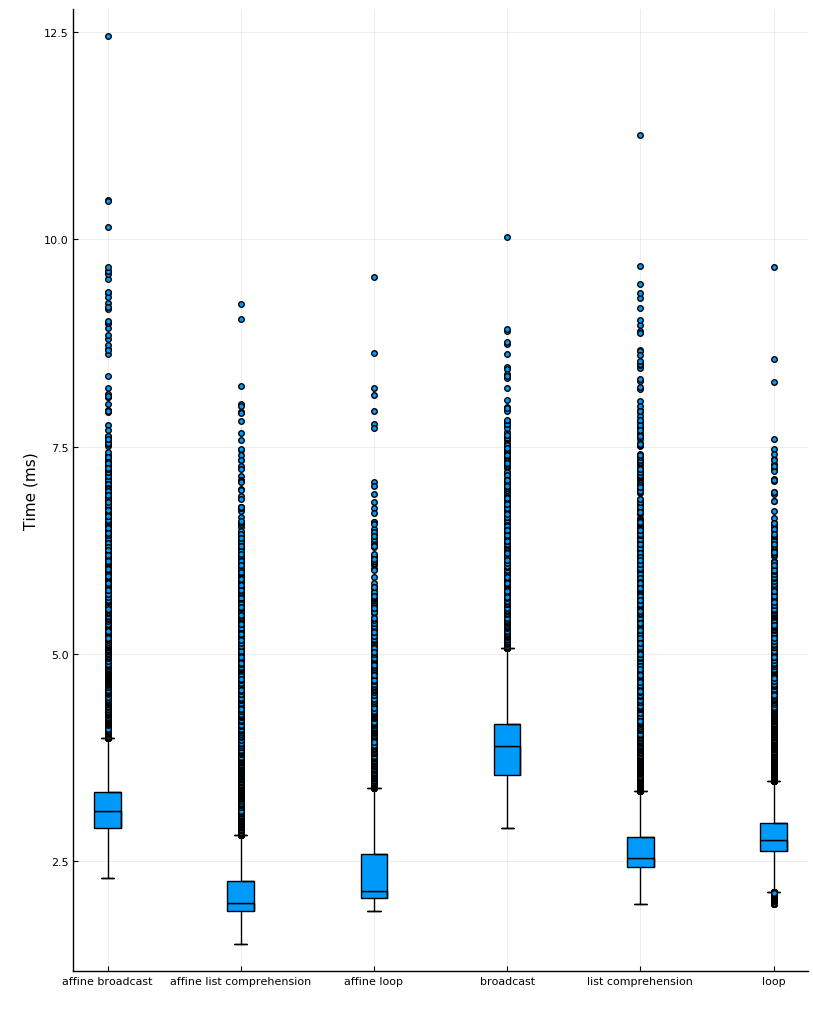 12.5
10.0
7.5
5.0
2.5
Time (ms)
affine broadcast affine list comprehension affine loop broadcast list comprehension loop